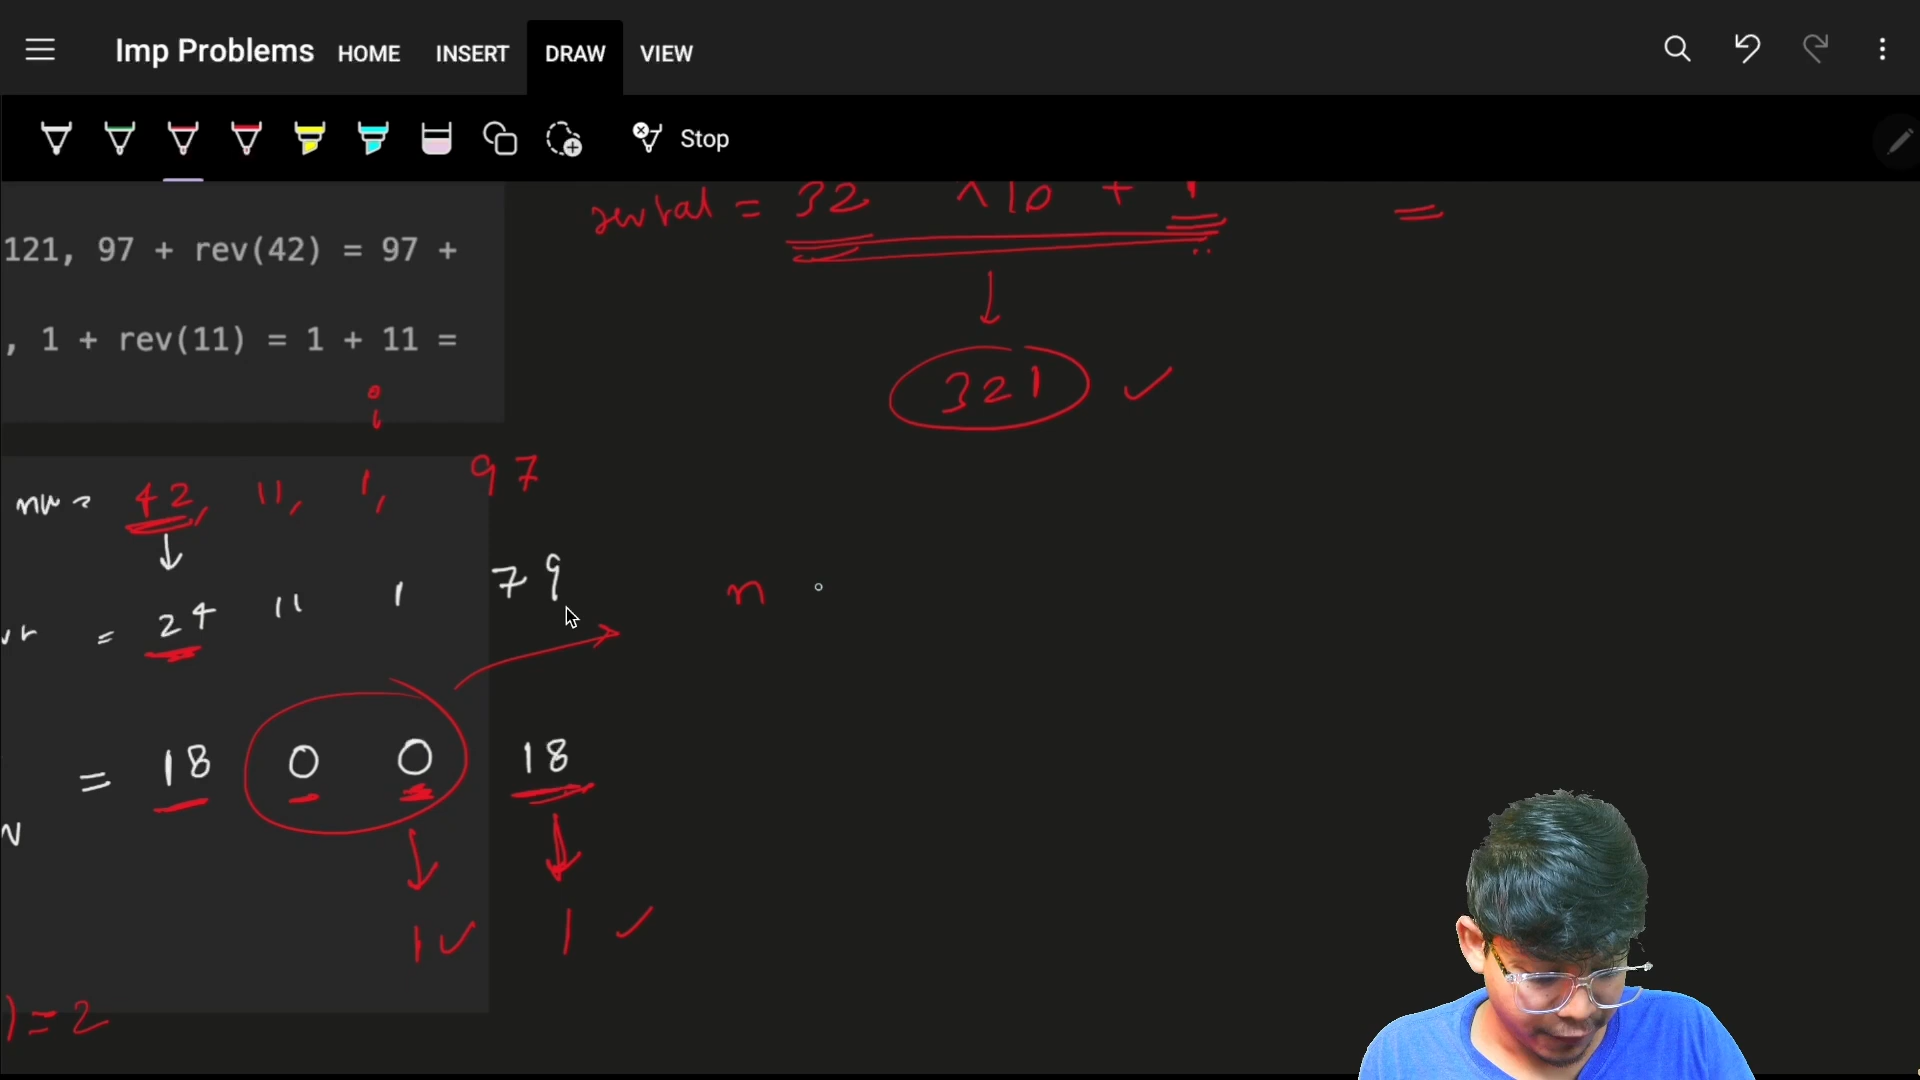 Imp Problems HOME INSERT DRAW VIEW
Stop
= 32 × 10 + 1 =
121, 97 + rev(42) = 97 +
, 1 + rev(11) = 1 + 11 =
321
i
42, 11, 1, 97
= 24 11 1 79
n
= 18 0 0 18
1 1
) = 2